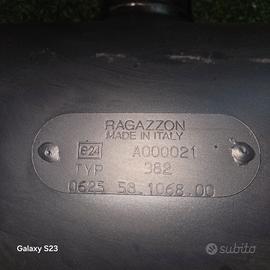 RAGAZZON
MADE IN ITALY
e24 A000021
TYP 382
0625 58.1068.00
Galaxy S23
subito